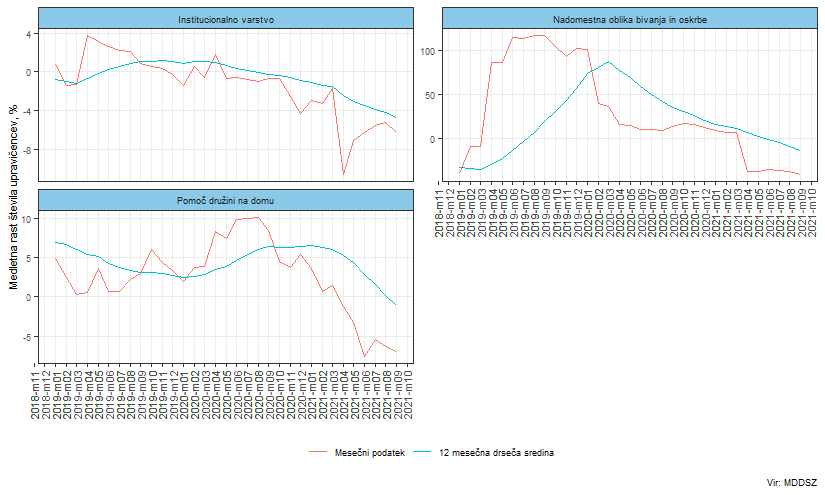 Institucionalno varstvo
Nadomestna oblika bivanja in oskrbe
4
0
-4
-8
100
50
0
Medletna rast števila upravičencev, %
2018-m11
2018-m12
2019-m01
2019-m02
2019-m03
2019-m04
2019-m05
2019-m06
2019-m07
2019-m08
2019-m09
2019-m10
2019-m11
2019-m12
2020-m01
2020-m02
2020-m03
2020-m04
2020-m05
2020-m06
2020-m07
2020-m08
2020-m09
2020-m10
2020-m11
2020-m12
2021-m01
2021-m02
2021-m03
2021-m04
2021-m05
2021-m06
2021-m07
2021-m08
2021-m09
2021-m10
Pomoč družini na domu
10
5
0
-5
2018-m11
2018-m12
2019-m01
2019-m02
2019-m03
2019-m04
2019-m05
2019-m06
2019-m07
2019-m08
2019-m09
2019-m10
2019-m11
2019-m12
2020-m01
2020-m02
2020-m03
2020-m04
2020-m05
2020-m06
2020-m07
2020-m08
2020-m09
2020-m10
2020-m11
2020-m12
2021-m01
2021-m02
2021-m03
2021-m04
2021-m05
2021-m06
2021-m07
2021-m08
2021-m09
2021-m10
Mesečni podatek
12 mesečna drseča sredina
Vir: MDDSZ